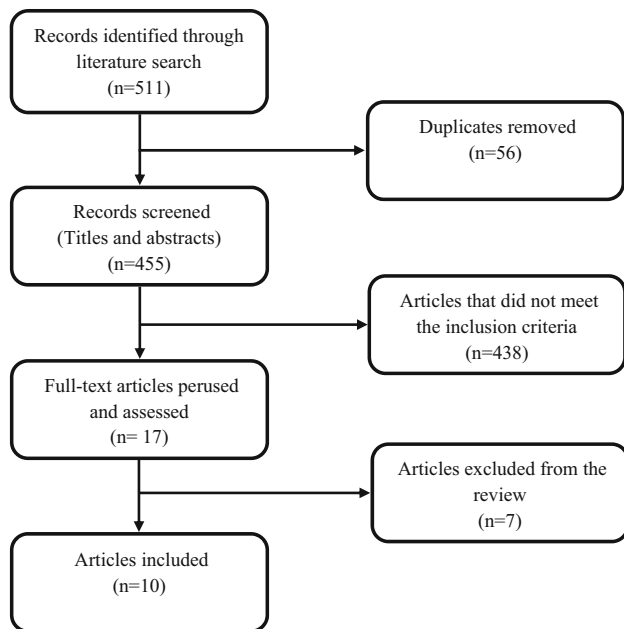 Records identified through
literature search
(n=511)
Duplicates removed
(n=56)
Records screened
(Titles and abstracts)
(n=455)
Articles that did not meet
the inclusion criteria
(n=438)
Full-text articles perused
and assessed
(n= 17)
Articles excluded from the
review
(n=7)
Articles included
(n=10)